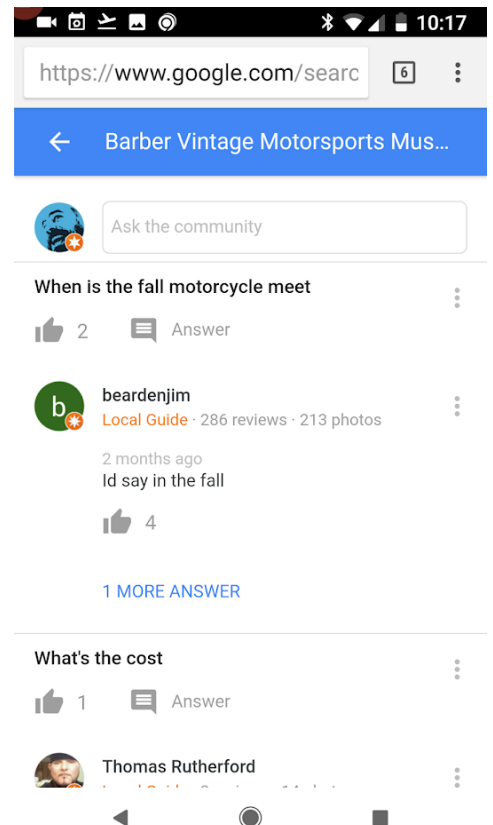 10:17
https://www.google.com/searc
6
Barber Vintage Motorsports Mus...
Ask the community
When is the fall motorcycle meet
2
Answer
b
beardenjim
Local Guide · 286 reviews · 213 photos
2 months ago
Id say in the fall
4
1 MORE ANSWER
What's the cost
1
Answer
Thomas Rutherford